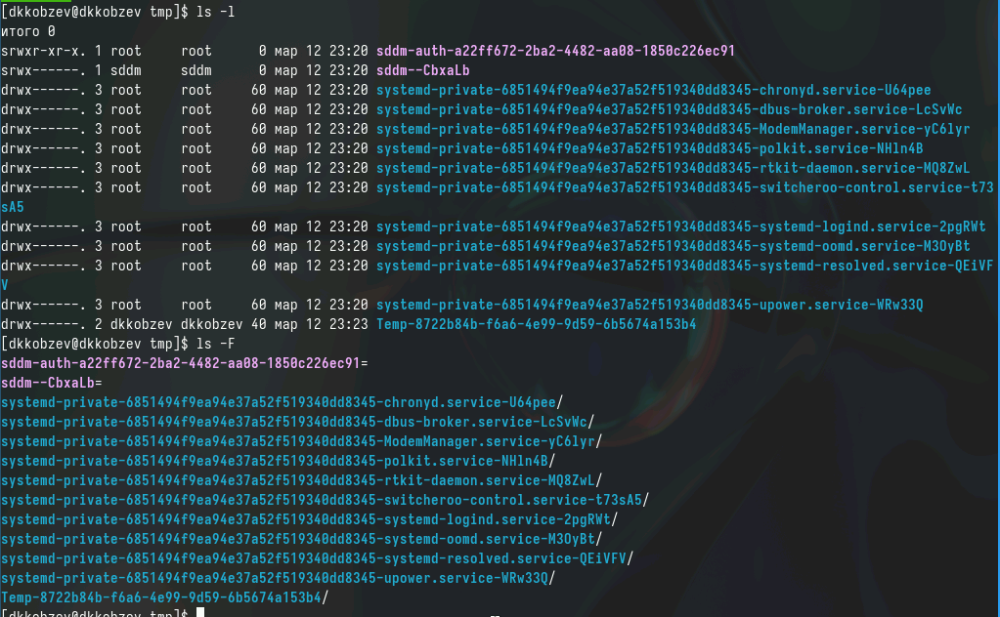 [dkkobzev@dkkobzev tmp]$ ls -l
итого 0
srwxr-xr-x. 1 root     root      0 мар 12 23:20 sddm-auth-a22ff672-2ba2-4482-aa08-1850c226ec91
srwx------. 1 sddm     sddm      0 мар 12 23:20 sddm--CbxaLb
drwx------. 3 root     root     60 мар 12 23:20 systemd-private-6851494f9ea94e37a52f519340dd8345-chronyd.service-U64pee
drwx------. 3 root     root     60 мар 12 23:20 systemd-private-6851494f9ea94e37a52f519340dd8345-dbus-broker.service-LcSvWc
drwx------. 3 root     root     60 мар 12 23:20 systemd-private-6851494f9ea94e37a52f519340dd8345-ModemManager.service-yC6lyr
drwx------. 3 root     root     60 мар 12 23:20 systemd-private-6851494f9ea94e37a52f519340dd8345-polkit.service-NHln4B
drwx------. 3 root     root     60 мар 12 23:20 systemd-private-6851494f9ea94e37a52f519340dd8345-rtkit-daemon.service-MQ8ZwL
drwx------. 3 root     root     60 мар 12 23:20 systemd-private-6851494f9ea94e37a52f519340dd8345-switcheroo-control.service-t73
sA5
drwx------. 3 root     root     60 мар 12 23:20 systemd-private-6851494f9ea94e37a52f519340dd8345-systemd-logind.service-2pgRWt
drwx------. 3 root     root     60 мар 12 23:20 systemd-private-6851494f9ea94e37a52f519340dd8345-systemd-oomd.service-M3OyBt
drwx------. 3 root     root     60 мар 12 23:20 systemd-private-6851494f9ea94e37a52f519340dd8345-systemd-resolved.service-QEiVF
V
drwx------. 3 root     root     60 мар 12 23:20 systemd-private-6851494f9ea94e37a52f519340dd8345-upower.service-WRw33Q
drwx------. 2 dkkobzev dkkobzev 40 мар 12 23:23 Temp-8722b84b-f6a6-4e99-9d59-6b5674a153b4
[dkkobzev@dkkobzev tmp]$ ls -F
sddm-auth-a22ff672-2ba2-4482-aa08-1850c226ec91=
sddm--CbxaLb=
systemd-private-6851494f9ea94e37a52f519340dd8345-chronyd.service-U64pee/
systemd-private-6851494f9ea94e37a52f519340dd8345-dbus-broker.service-LcSvWc/
systemd-private-6851494f9ea94e37a52f519340dd8345-ModemManager.service-yC6lyr/
systemd-private-6851494f9ea94e37a52f519340dd8345-polkit.service-NHln4B/
systemd-private-6851494f9ea94e37a52f519340dd8345-rtkit-daemon.service-MQ8ZwL/
systemd-private-6851494f9ea94e37a52f519340dd8345-switcheroo-control.service-t73sA5/
systemd-private-6851494f9ea94e37a52f519340dd8345-systemd-logind.service-2pgRWt/
systemd-private-6851494f9ea94e37a52f519340dd8345-systemd-oomd.service-M3OyBt/
systemd-private-6851494f9ea94e37a52f519340dd8345-systemd-resolved.service-QEiVFV/
systemd-private-6851494f9ea94e37a52f519340dd8345-upower.service-WRw33Q/
Temp-8722b84b-f6a6-4e99-9d59-6b5674a153b4/
[dkkobzev@dkkobzev tmp]$